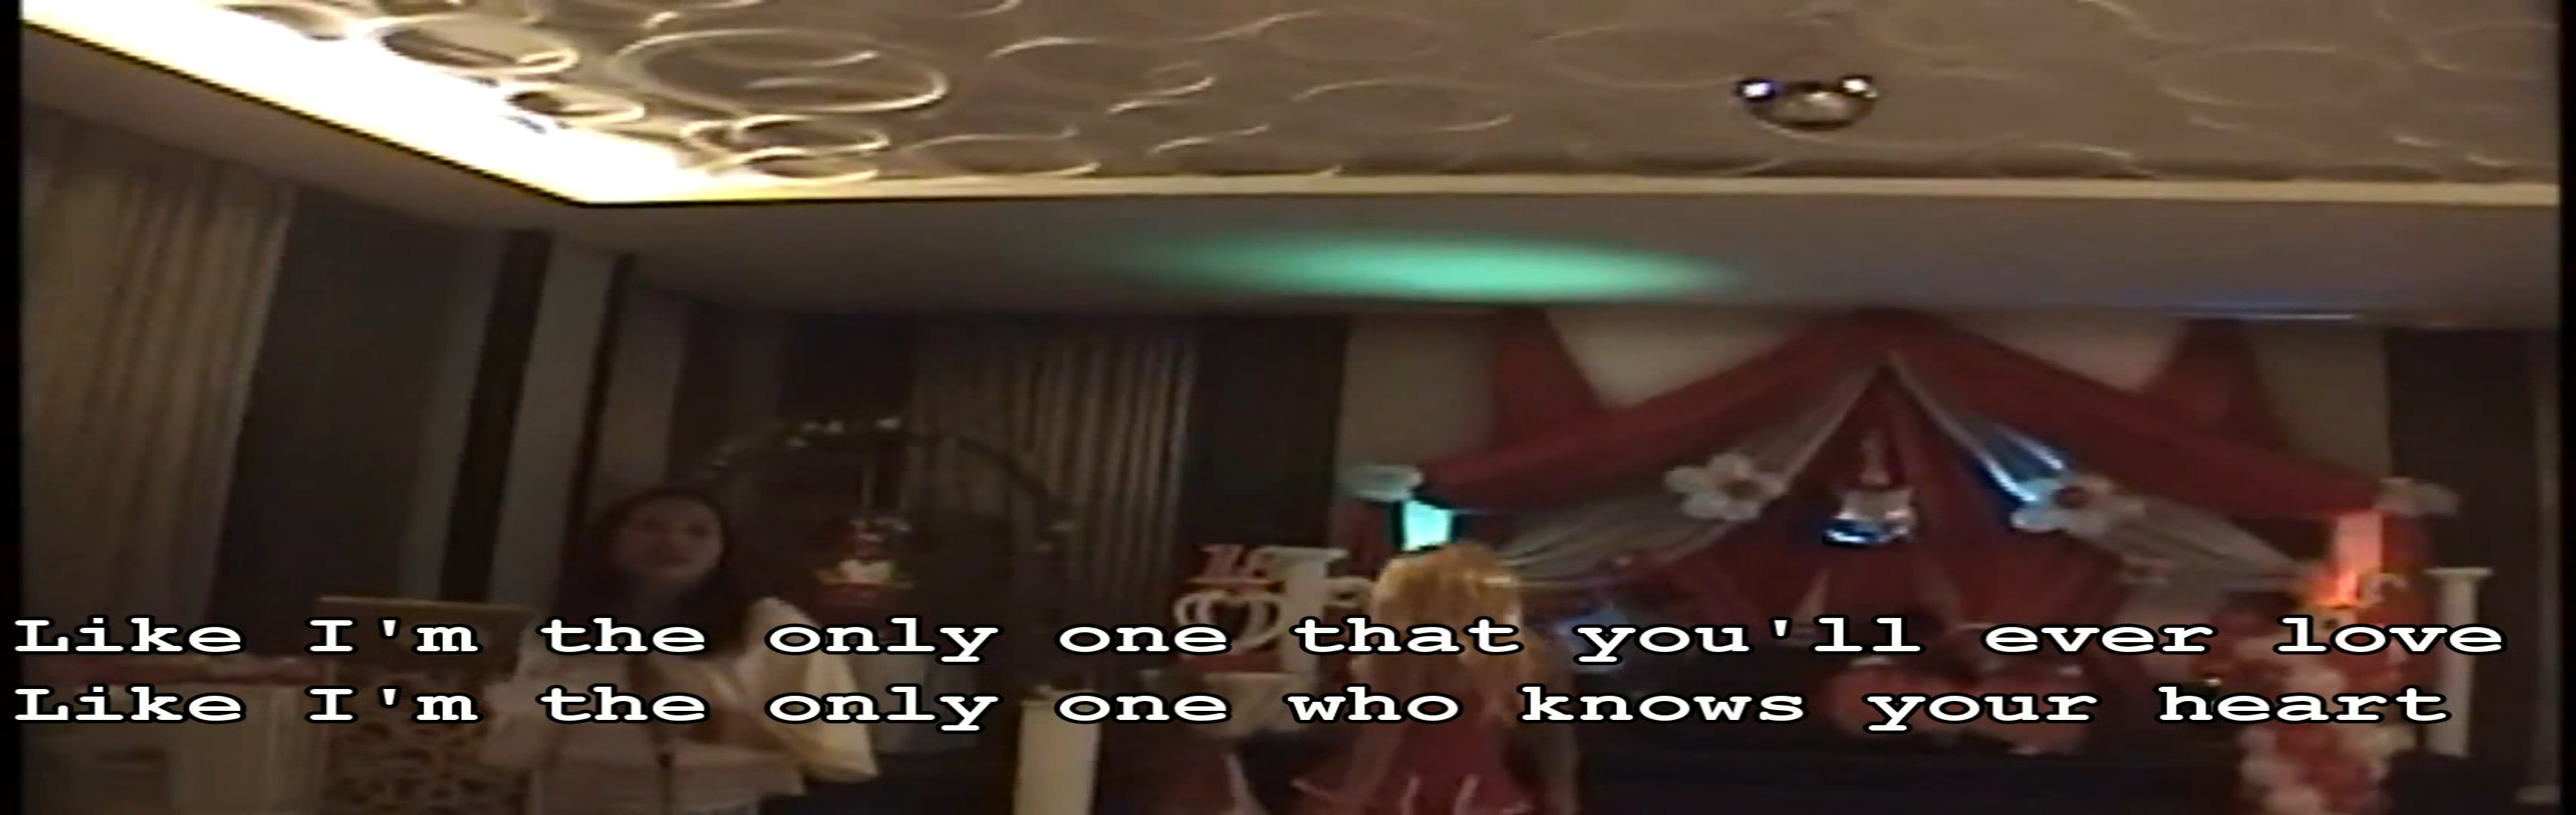 Like I'm the only one that you'll ever love
Like I'm the only one who knows your heart